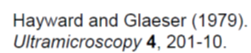 Hayward and Glaeser (1979).
Ultramicroscopy 4, 201-10.